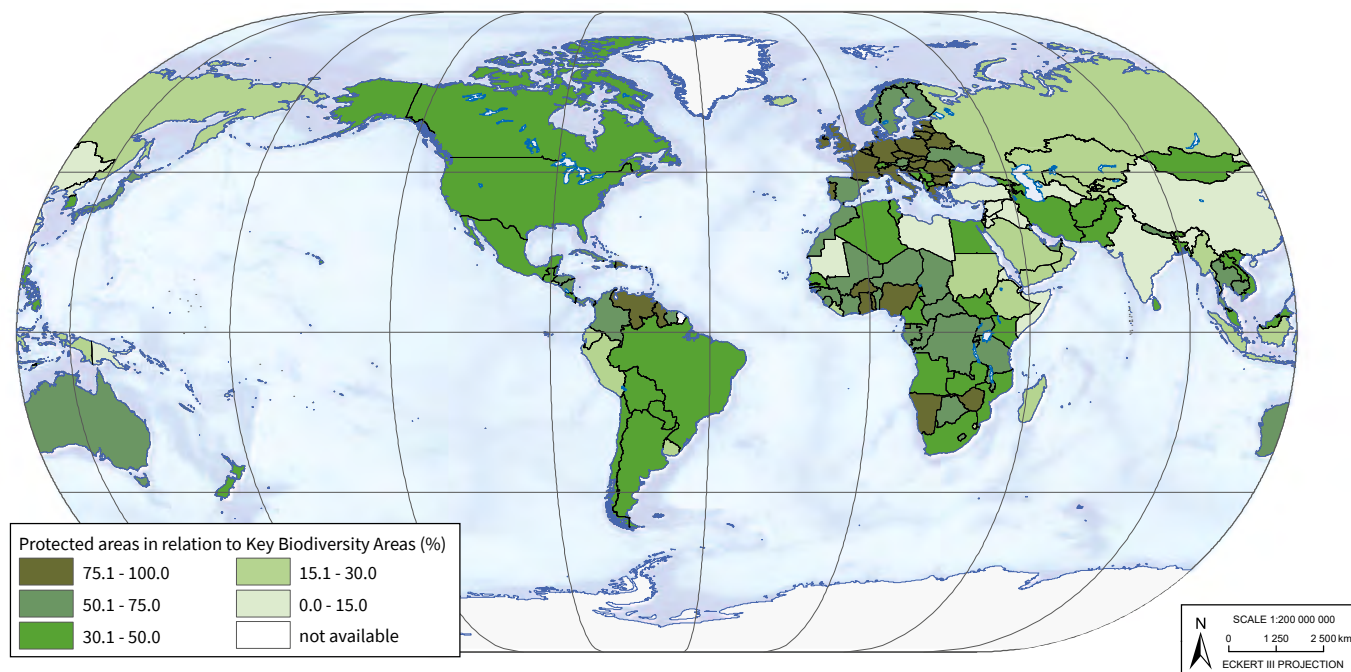 Protected areas in relation to Key Biodiversity Areas (%)
75.1 - 100.0
50.1 - 75.0
30.1 - 50.0
15.1 - 30.0
0.0 - 15.0
not available
N
SCALE 1:200 000 000
0 1 250 2 500 km
ECKERT III PROJECTION